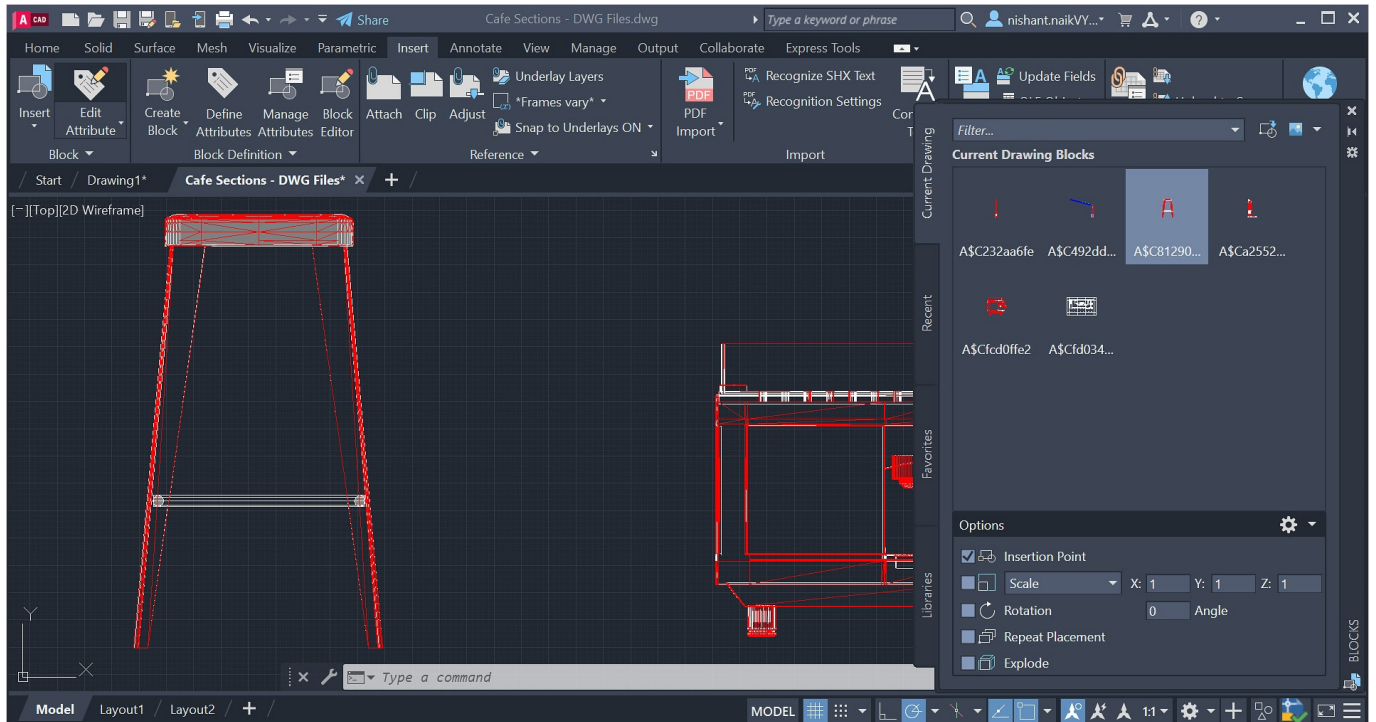 A CAD Share Cafe Sections - DWG Files.dwg Type a keyword or phrase nishant.naikVY...
Home Solid Surface Mesh Visualize Parametric Insert Annotate View Manage Output Collaborate Express Tools
Underlay Layers
PDF A Recognize SHX Text
A Update Fields
*Frames vary*
PDF A Recognition Settings
Insert Edit Attribute
Create Block
Define Attributes
Manage Attributes
Block Editor
Attach Clip Adjust
Snap to Underlays ON
PDF
PDF Import
Block Block Definition Reference Import
Start Drawing1* Cafe Sections - DWG Files* × +
[−][Top][2D Wireframe]
Filter...
Current Drawing Blocks
Current Drawing
Recent
Favorites
Libraries
A$C232aa6fe A$C492dd... A$C81290... A$Ca2552...
A$Cfcd0ffe2 A$Cfd034...
Options
Insertion Point
Scale X: 1 Y: 1 Z: 1
Rotation 0 Angle
Repeat Placement
Explode
BLOCKS
Y
X
Type a command
Model Layout1 Layout2 + MODEL 1:1